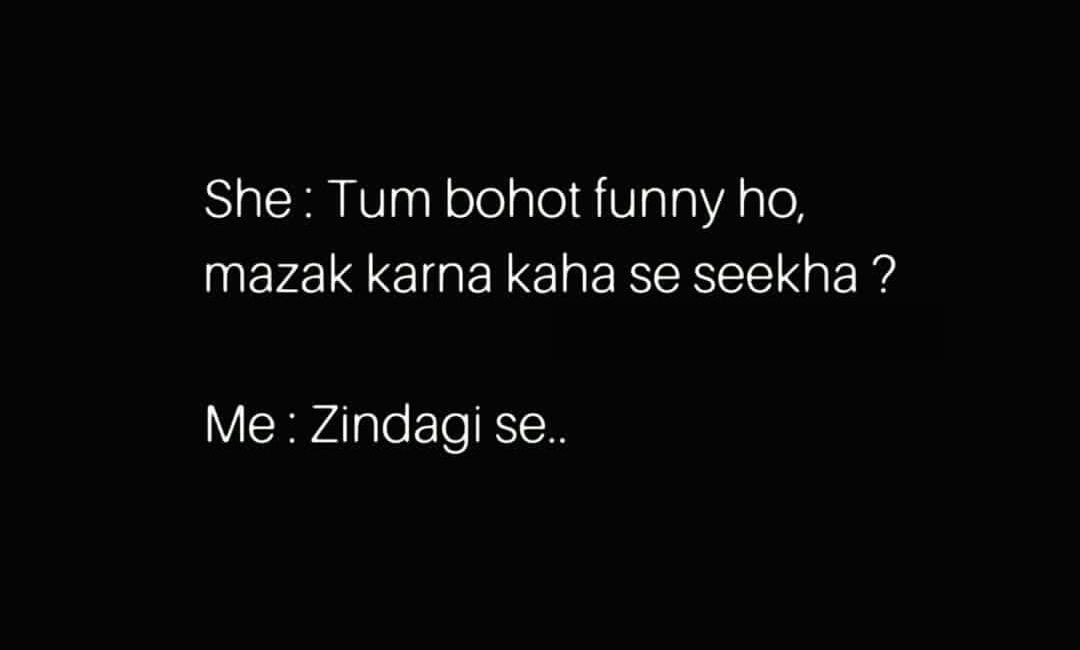 She : Tum bohot funny ho,
mazak karna kaha se seekha ?
Me : Zindagi se..